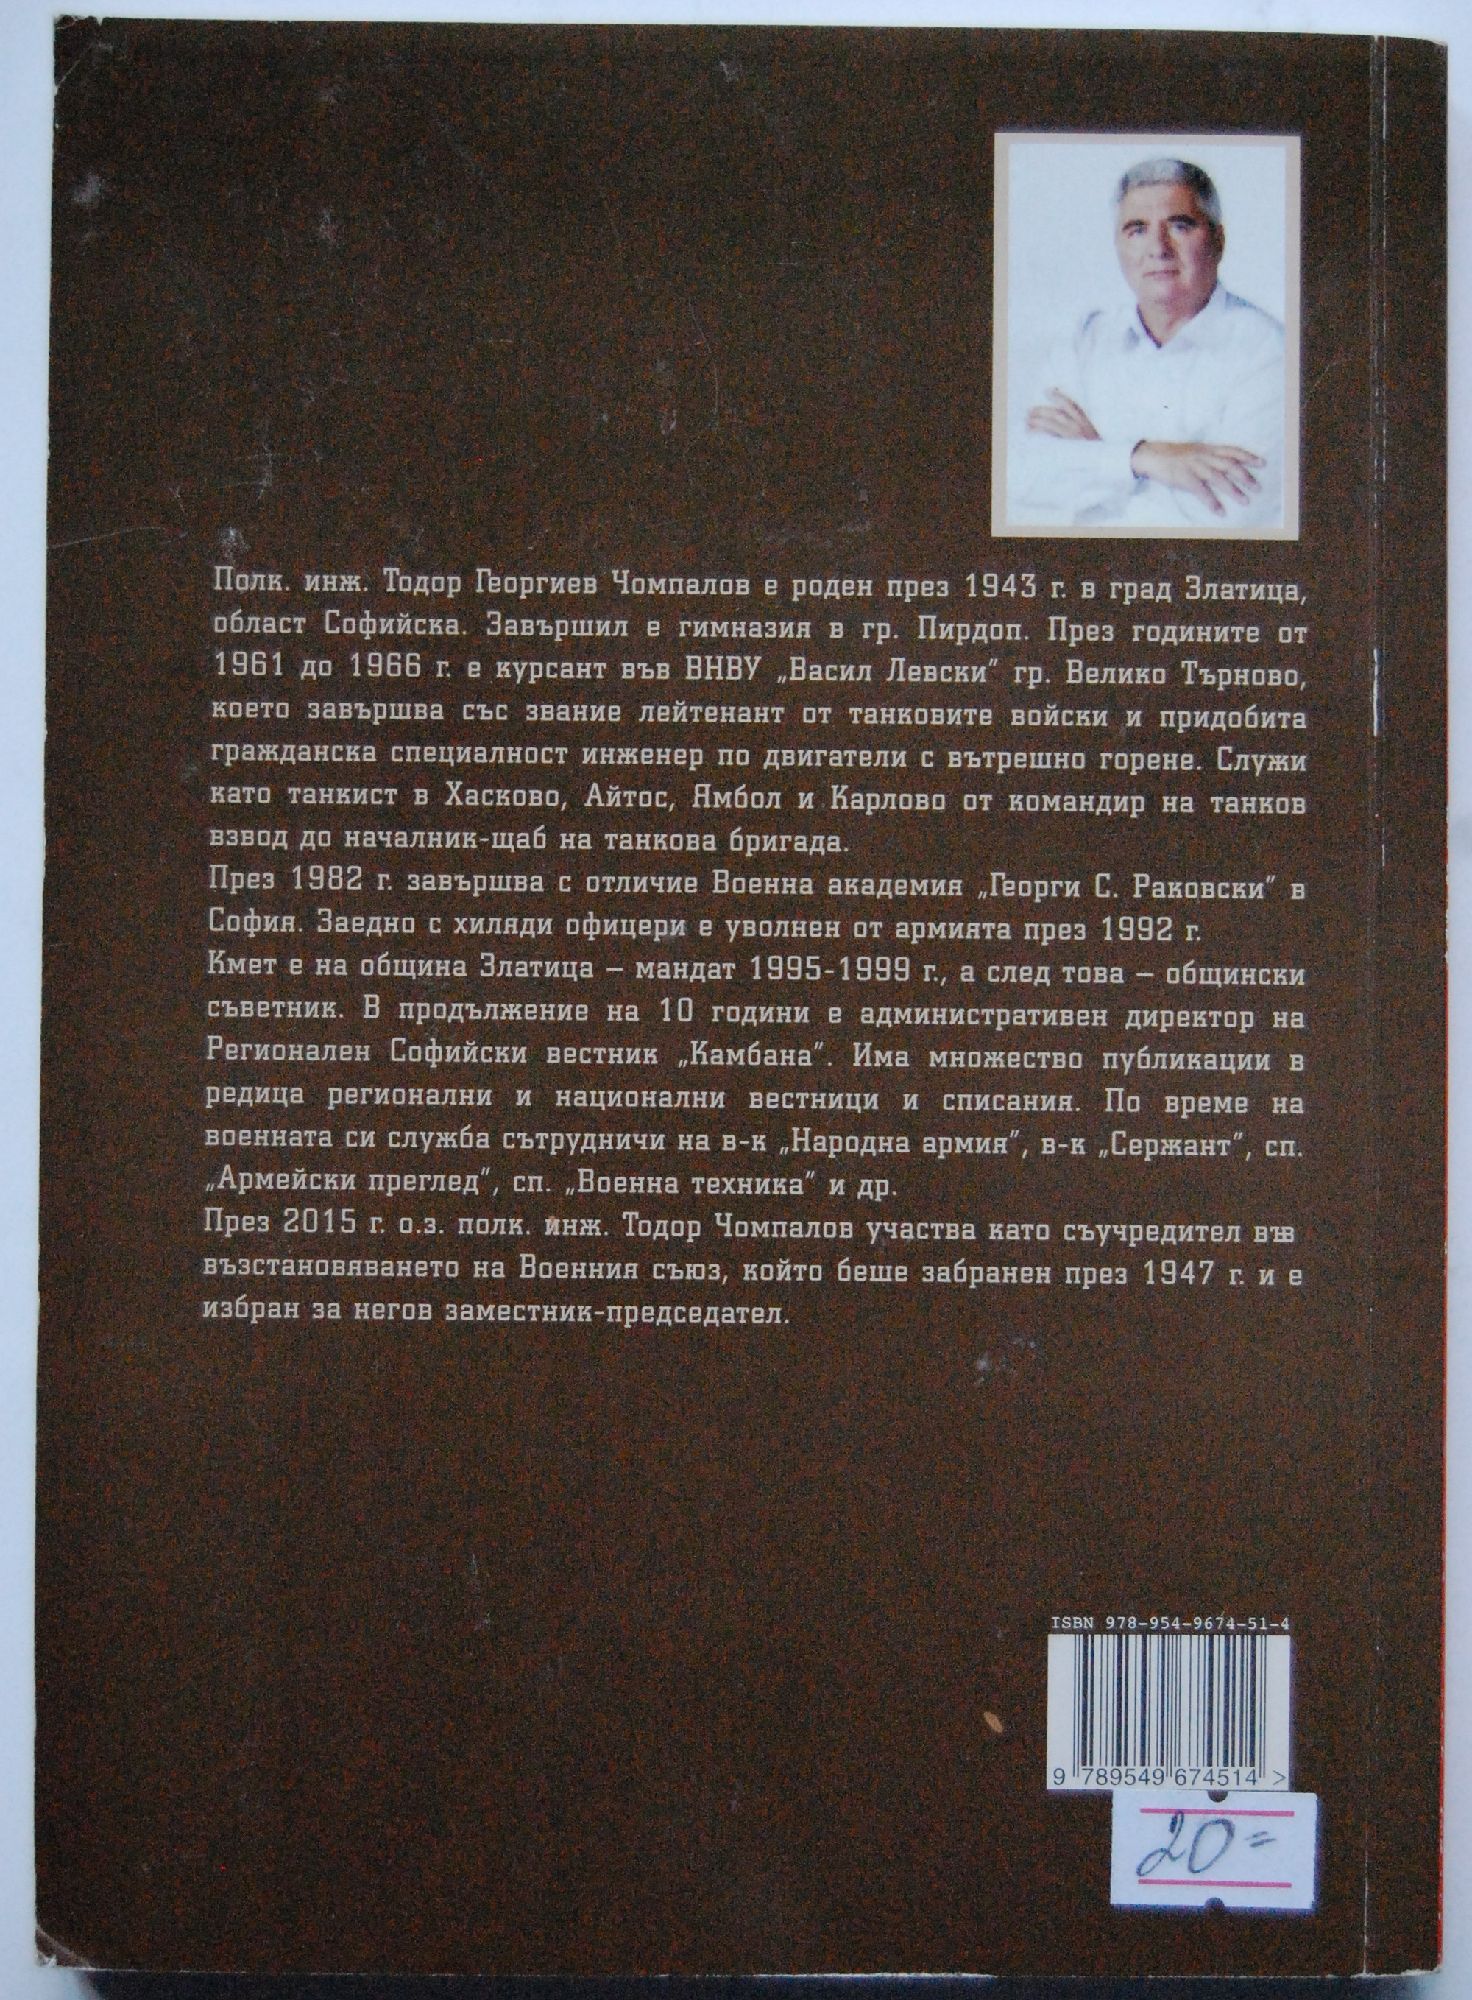 Полк. инж. Тодор Георгиев Чомпалов е роден през 1943 г. в град Златица,
област Софийска. Завършил е гимназия в гр. Пирдоп. През годините от
1961 до 1966 г. е курсант във ВНВУ „Васил Левски” гр. Велико Търново,
което завършва със звание лейтенант от танковите войски и придобита
гражданска специалност инженер по двигатели с вътрешно горене. Служи
като танкист в Хасково, Айтос, Ямбол и Карлово от командир на танков
взвод до началник-щаб на танкова бригада.
През 1982 г. завършва с отличие Военна академия „Георги С. Раковски” в
София. Заедно с хиляди офицери е уволнен от армията през 1992 г.
Кмет е на община Златица – мандат 1995-1999 г., а след това – общински
съветник. В продължение на 10 години е административен директор на
Регионален Софийски вестник „Камбана”. Има множество публикации в
редица регионални и национални вестници и списания. По време на
военната си служба сътрудничи на в-к „Народна армия”, в-к „Сержант”, сп.
„Армейски преглед”, сп. „Военна техника” и др.
През 2015 г. о.з. полк. инж. Тодор Чомпалов участва като съучредител във
възстановяването на Военния съюз, който беше забранен през 1947 г. и е
избран за негов заместник-председател.
ISBN 978-954-9674-51-4
9 789549 674514 >
20=